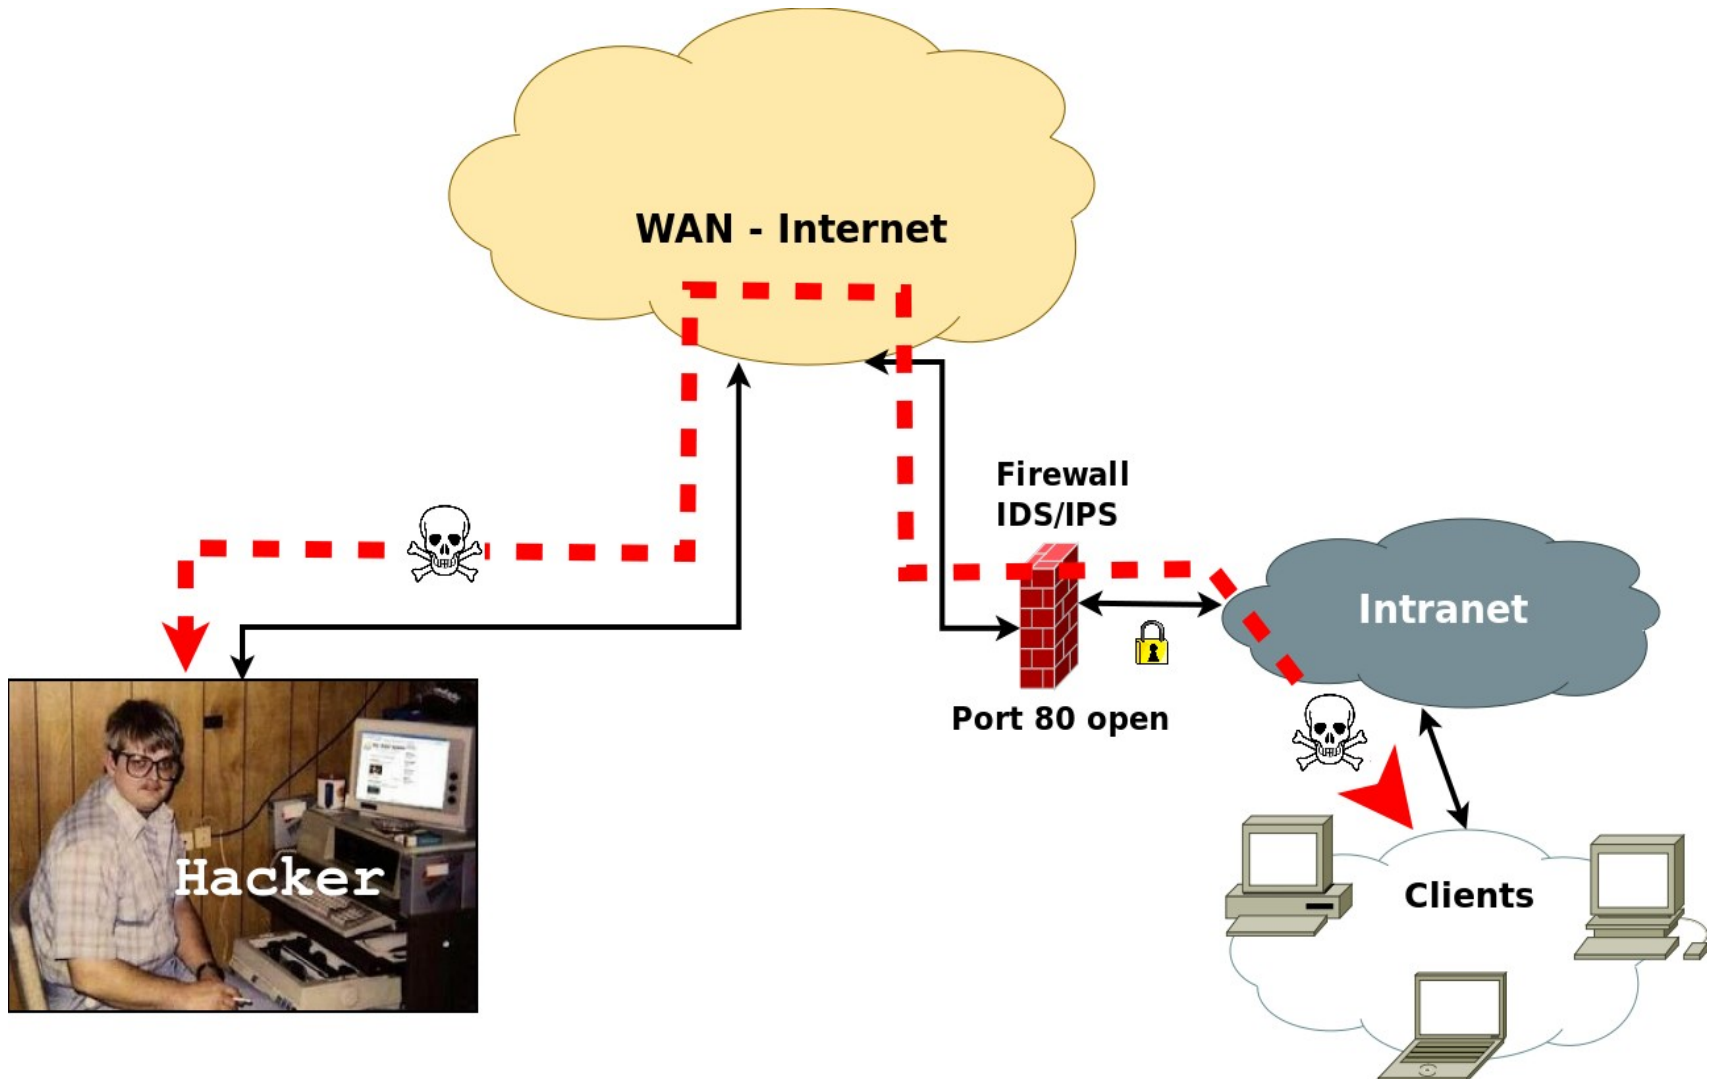 WAN - Internet
Firewall
IDS/IPS
Port 80 open
Intranet
Hacker
Clients